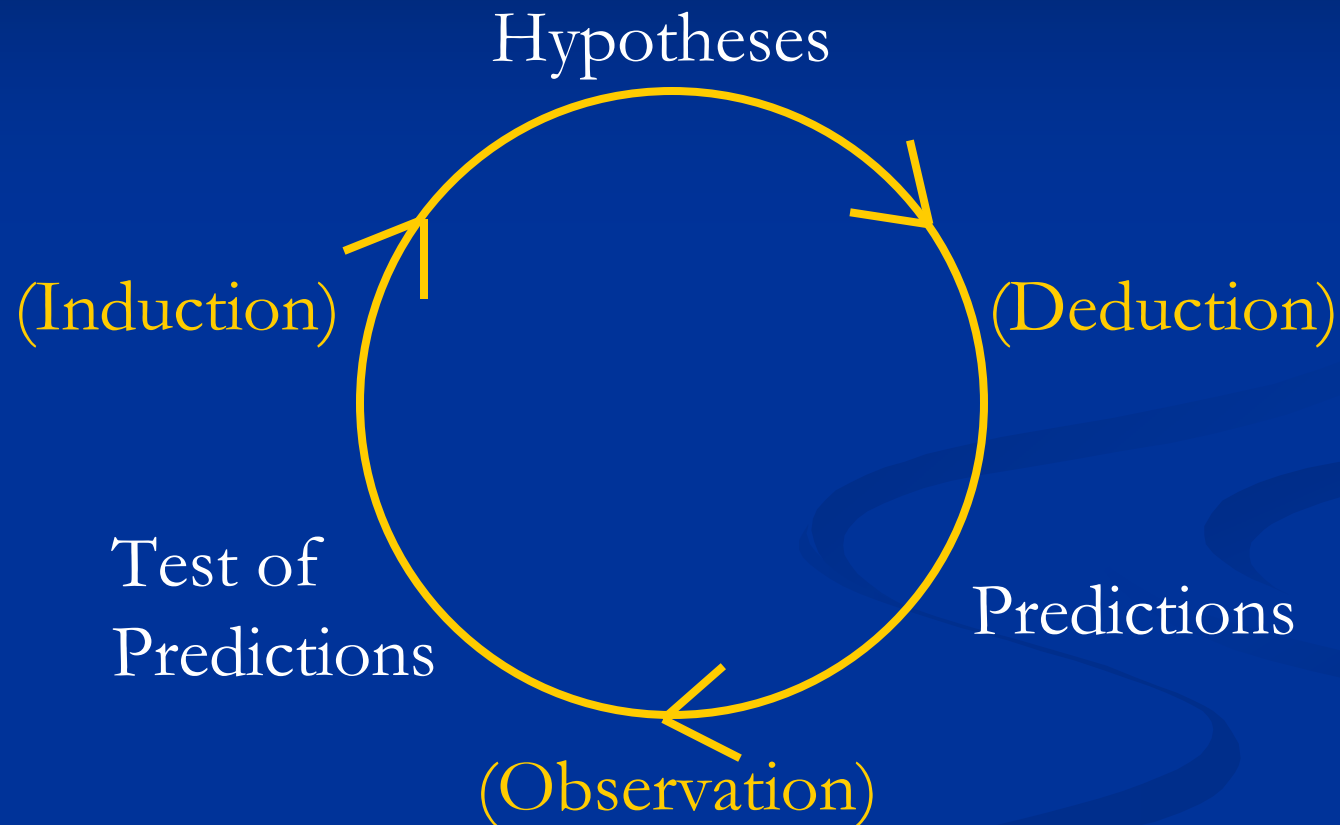 Hypotheses
(Induction)
(Deduction)
Test of
Predictions
Predictions
(Observation)